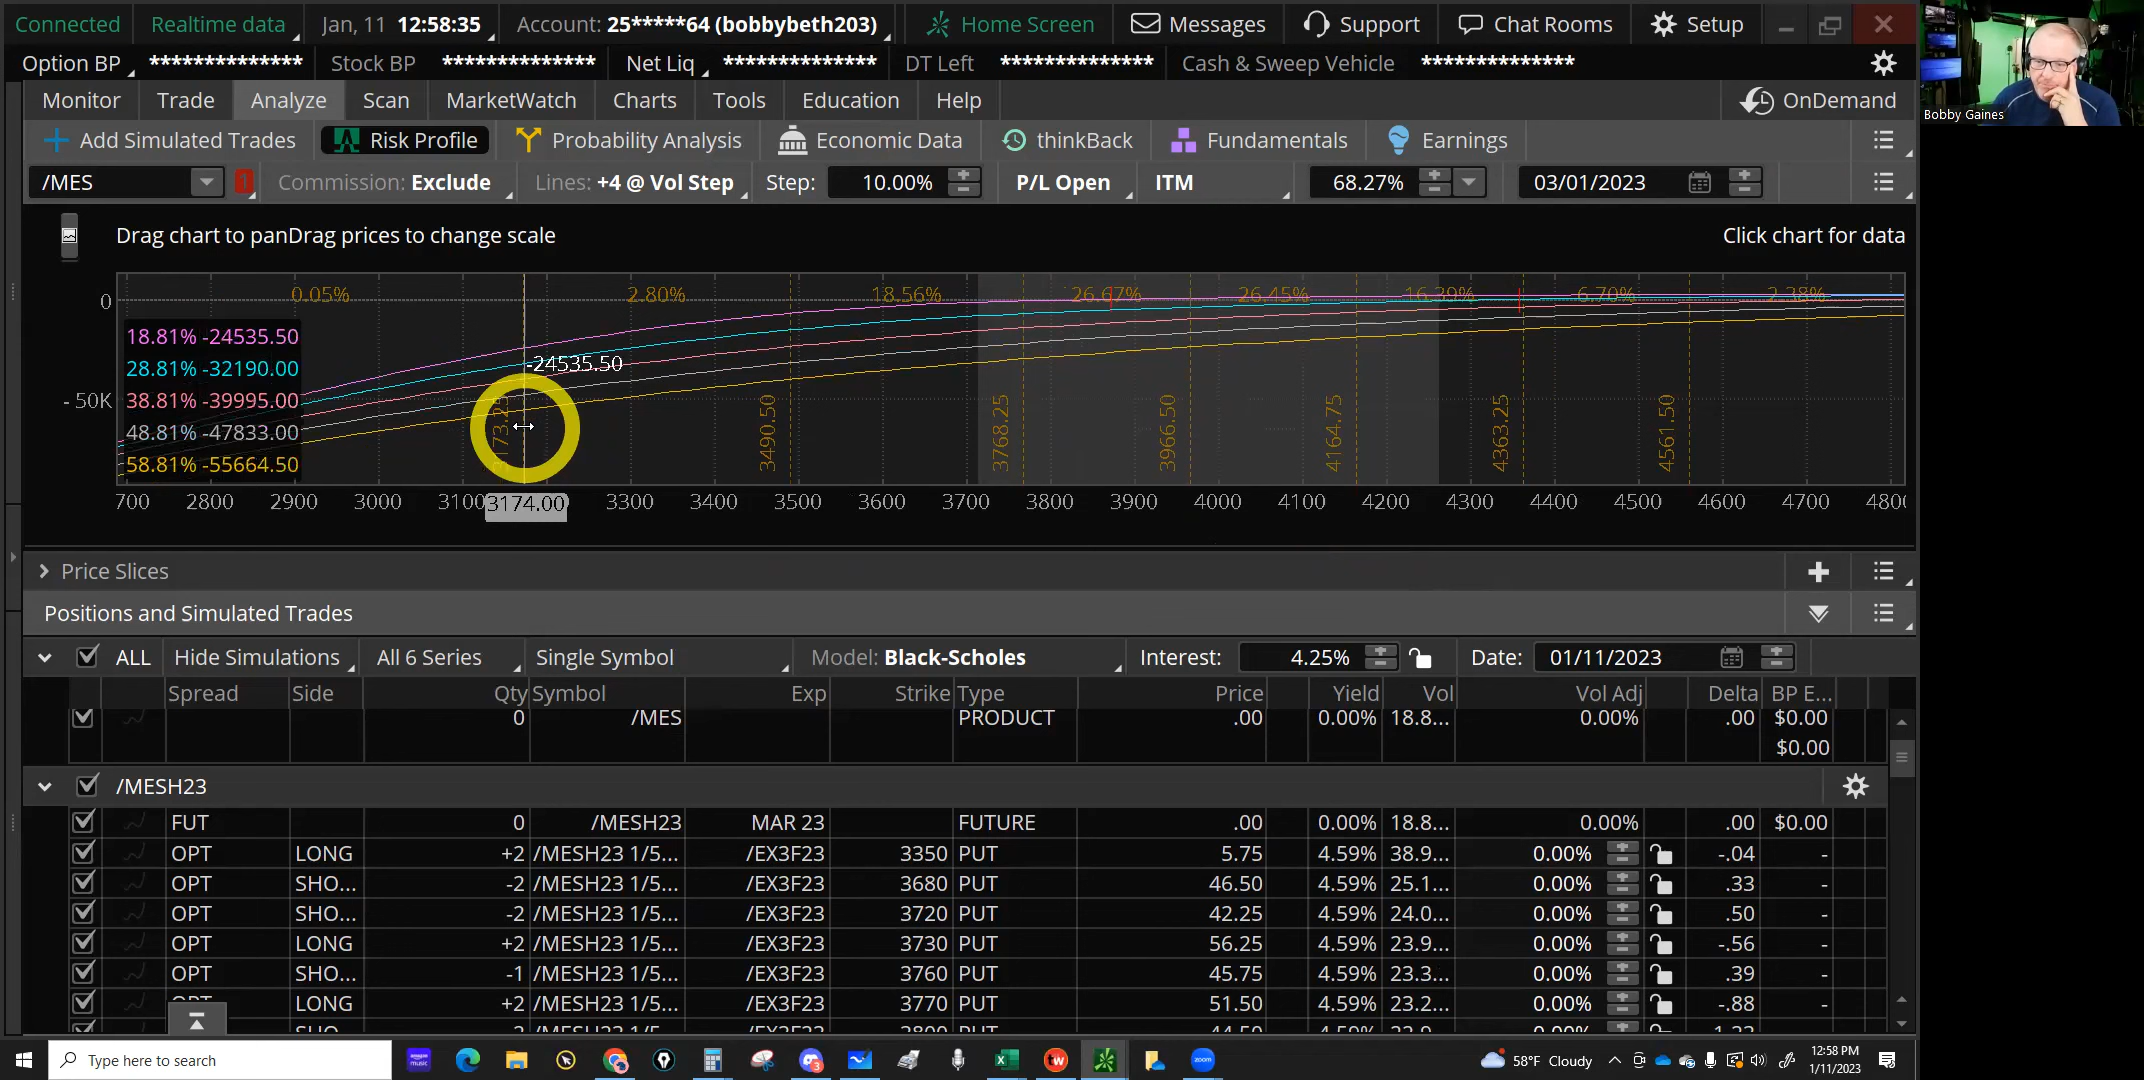 Connected Realtime data Jan, 11 12:58:35 Account: 25*****64 (bobbybeth203) Home Screen Messages Support Chat Rooms Setup
Option BP ************** Stock BP ************** Net Liq ************** DT Left ************** Cash & Sweep Vehicle **************
Monitor Trade Analyze Scan MarketWatch Charts Tools Education Help OnDemand
Bobby Gaines
Add Simulated Trades Risk Profile Probability Analysis Economic Data thinkBack Fundamentals Earnings
/MES 1 Commission: Exclude Lines: +4 @ Vol Step Step: 10.00% P/L Open ITM 68.27% 03/01/2023
Drag chart to panDrag prices to change scale Click chart for data
0 0.05% 2.80% 18.56% 26.67% 26.45% 16.39% 6.70% 2.38%
18.81% -24535.50
-24535.50
28.81% -32190.00
38.81% -39995.00
-50K
48.81% -47833.00
58.81% -55664.50
3173.25 3490.50 3768.25 3966.50 4164.75 4363.25 4561.50
700 2800 2900 3000 3100 3174.00 3300 3400 3500 3600 3700 3800 3900 4000 4100 4200 4300 4400 4500 4600 4700 480
Price Slices
Positions and Simulated Trades
ALL Hide Simulations All 6 Series Single Symbol Model: Black-Scholes Interest: 4.25% Date: 01/11/2023
Spread Side Qty Symbol Exp Strike Type Price Yield Vol Vol Adj Delta BP E...
0 /MES PRODUCT .00 0.00% 18.8... 0.00% .00 $0.00
$0.00
/MESH23
FUT 0 /MESH23 MAR 23 FUTURE .00 0.00% 18.8... 0.00% .00 $0.00
OPT LONG +2 /MESH23 1/5... /EX3F23 3350 PUT 5.75 4.59% 38.9... 0.00% -.04 -
OPT SHO... -2 /MESH23 1/5... /EX3F23 3680 PUT 46.50 4.59% 25.1... 0.00% .33 -
OPT SHO... -2 /MESH23 1/5... /EX3F23 3720 PUT 42.25 4.59% 24.0... 0.00% .50 -
OPT LONG +2 /MESH23 1/5... /EX3F23 3730 PUT 56.25 4.59% 23.9... 0.00% -.56 -
OPT SHO... -1 /MESH23 1/5... /EX3F23 3760 PUT 45.75 4.59% 23.3... 0.00% .39 -
OPT LONG +2 /MESH23 1/5... /EX3F23 3770 PUT 51.50 4.59% 23.2... 0.00% -.88 -
Type here to search 58°F Cloudy 12:58 PM
1/11/2023